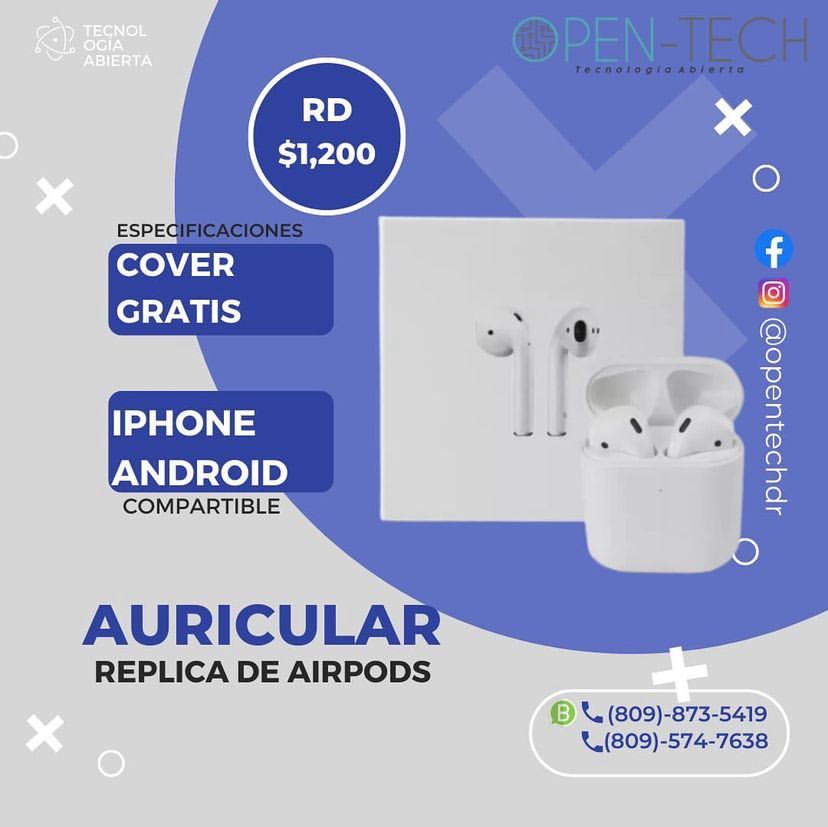 TECNOL
OGÍA
ABIERTA
OPEN-TECH
Tecnologia Abierta
RD
$1,200
ESPECIFICACIONES
COVER
GRATIS
IPHONE
ANDROID
COMPARTIBLE
@opentechdr
AURICULAR
REPLICA DE AIRPODS
B (809)-873-5419
(809)-574-7638